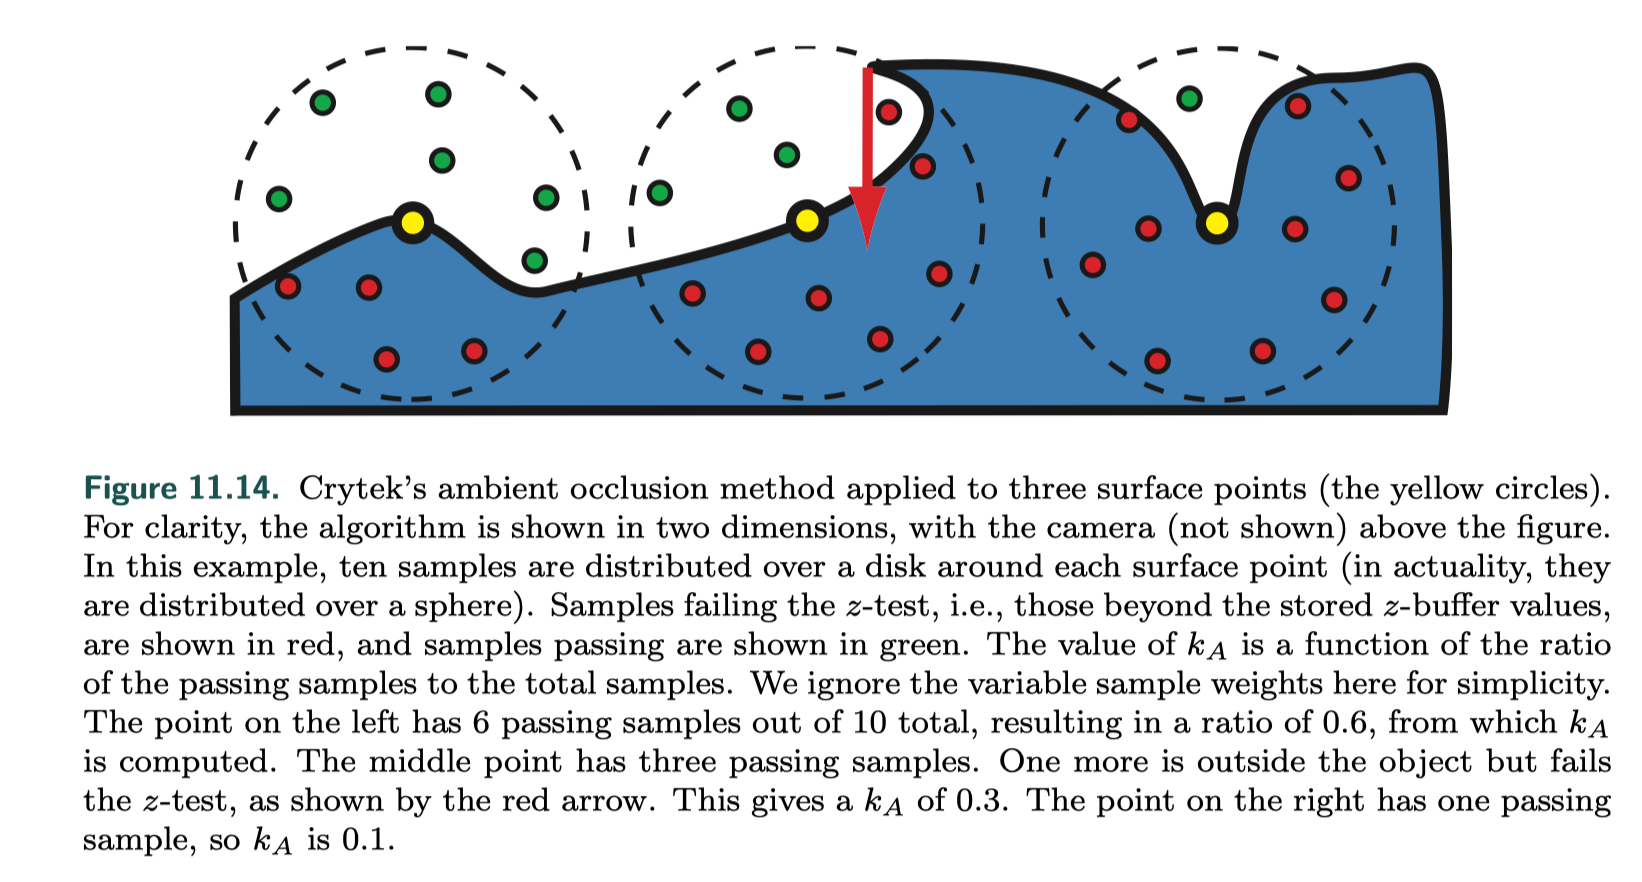 Figure 11.14. Crytek's ambient occlusion method applied to three surface points (the yellow circles).
For clarity, the algorithm is shown in two dimensions, with the camera (not shown) above the figure.
In this example, ten samples are distributed over a disk around each surface point (in actuality, they
are distributed over a sphere). Samples failing the z-test, i.e., those beyond the stored z-buffer values,
are shown in red, and samples passing are shown in green. The value of kA is a function of the ratio
of the passing samples to the total samples. We ignore the variable sample weights here for simplicity.
The point on the left has 6 passing samples out of 10 total, resulting in a ratio of 0.6, from which kA
is computed. The middle point has three passing samples. One more is outside the object but fails
the z-test, as shown by the red arrow. This gives a kA of 0.3. The point on the right has one passing
sample, so kA is 0.1.